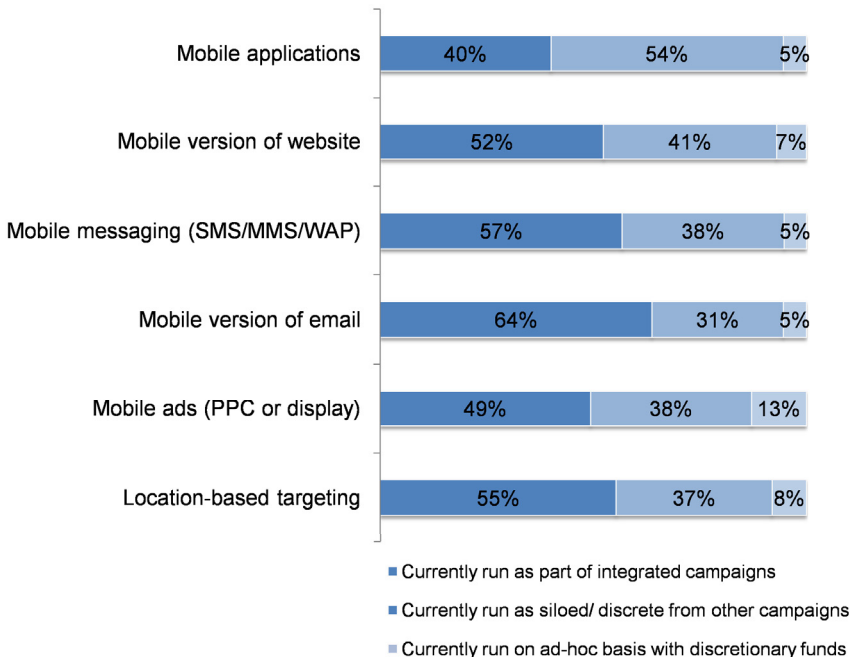 Mobile applications 40% 54% 5%
Mobile version of website 52% 41% 7%
Mobile messaging (SMS/MMS/WAP) 57% 38% 5%
Mobile version of email 64% 31% 5%
Mobile ads (PPC or display) 49% 38% 13%
Location-based targeting 55% 37% 8%
Currently run as part of integrated campaigns
Currently run as siloed/ discrete from other campaigns
Currently run on ad-hoc basis with discretionary funds